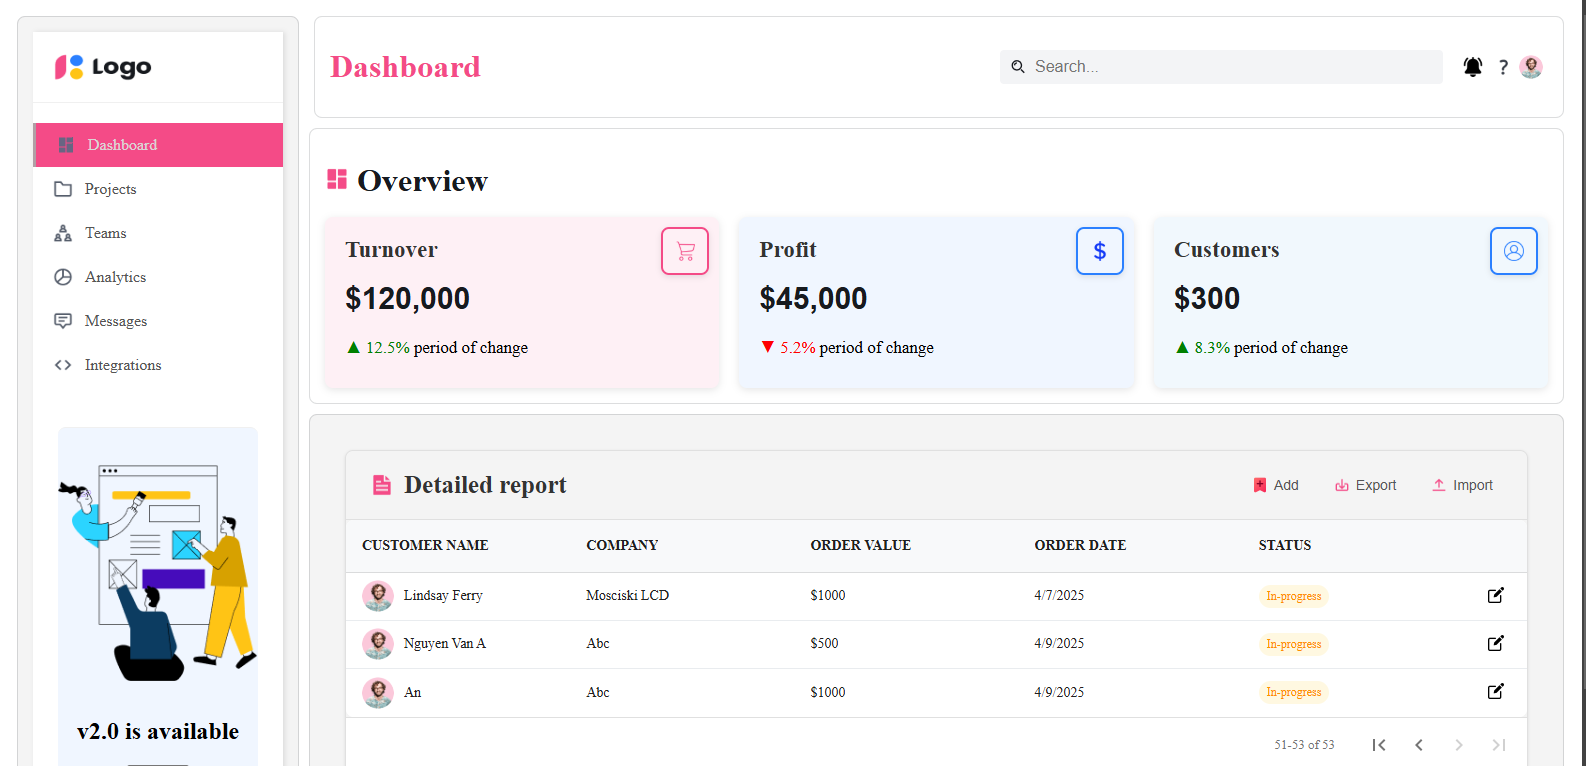 Logo
Dashboard
Search...
?
Dashboard
Projects
Teams
Analytics
Messages
Integrations
v2.0 is available
Overview
Turnover
$120,000
▲ 12.5% period of change
Profit
$
$45,000
▼ 5.2% period of change
Customers
$300
▲ 8.3% period of change
Detailed report
Add Export Import
CUSTOMER NAME COMPANY ORDER VALUE ORDER DATE STATUS
Lindsay Ferry Mosciski LCD $1000 4/7/2025 In-progress
Nguyen Van A Abc $500 4/9/2025 In-progress
An Abc $1000 4/9/2025 In-progress
51-53 of 53